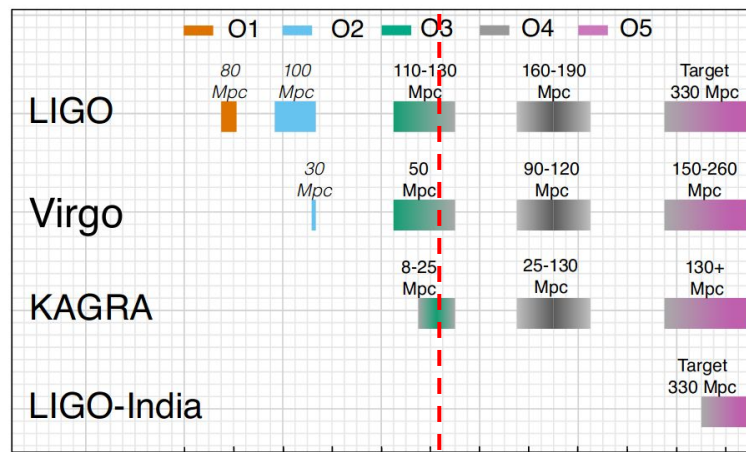 O1 O2 O3 O4 O5
80 100 110-130 160-190 Target
Mpc Mpc Mpc Mpc 330 Mpc
LIGO
30 50 90-120 150-260
Mpc Mpc Mpc Mpc
Virgo
8-25 25-130 130+
Mpc Mpc Mpc
KAGRA
Target
330 Mpc
LIGO-India